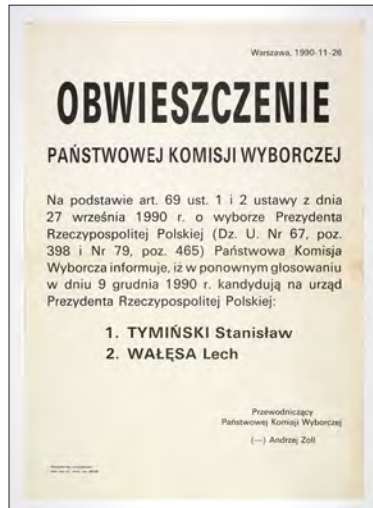 Warszawa, 1990-11-26
OBWIESZCZENIE
PAŃSTWOWEJ KOMISJI WYBORCZEJ
Na podstawie art. 69 ust. 1 i 2 ustawy z dnia
27 września 1990 r. o wyborze Prezydenta
Rzeczypospolitej Polskiej (Dz. U. Nr 67, poz.
398 i Nr 79, poz. 465) Państwowa Komisja
Wyborcza informuje, iż w ponownym głosowaniu
w dniu 9 grudnia 1990 r. kandydują na urząd
Prezydenta Rzeczypospolitej Polskiej:
1. TYMIŃSKI Stanisław
2. WAŁĘSA Lech
Przewodniczący
Państwowej Komisji Wyborczej
(—) Andrzej Zoll